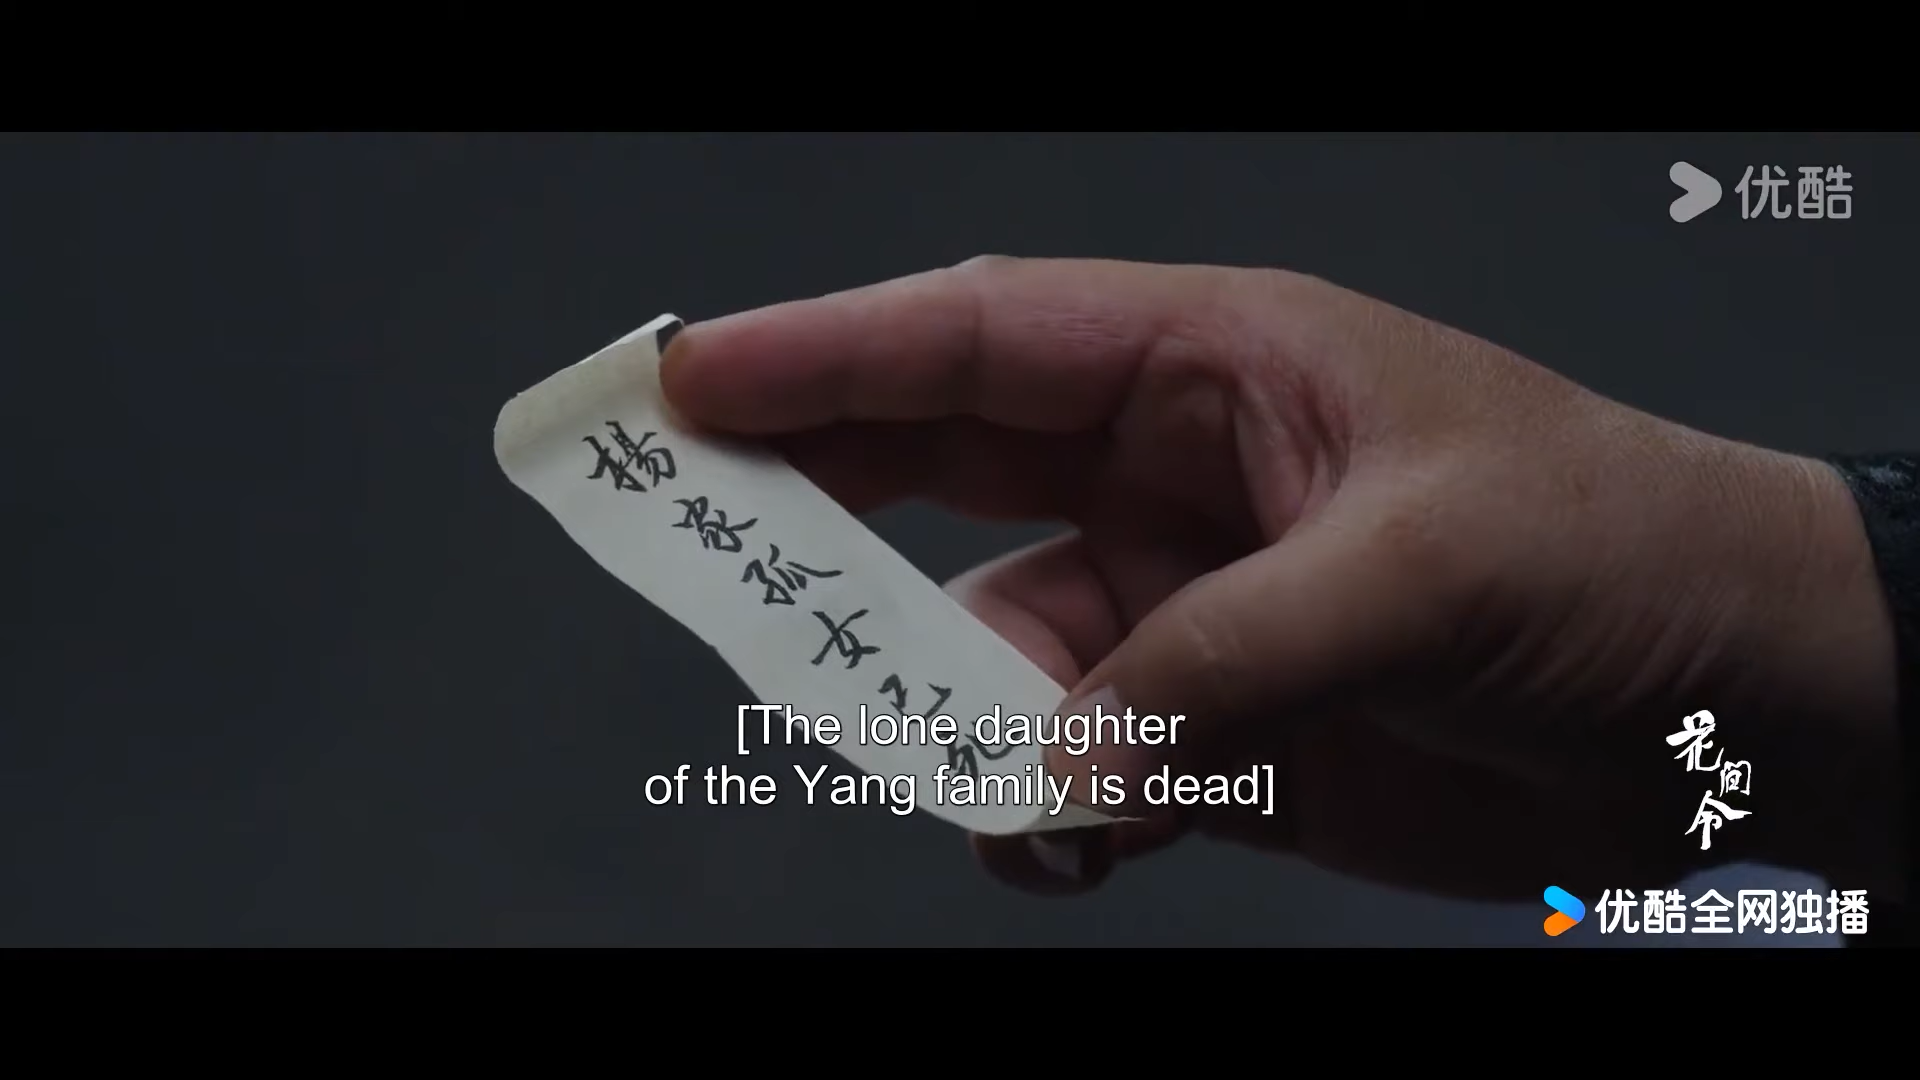 优酷
楊家孤女已死
[The lone daughter
of the Yang family is dead]
花间令
优酷全网独播